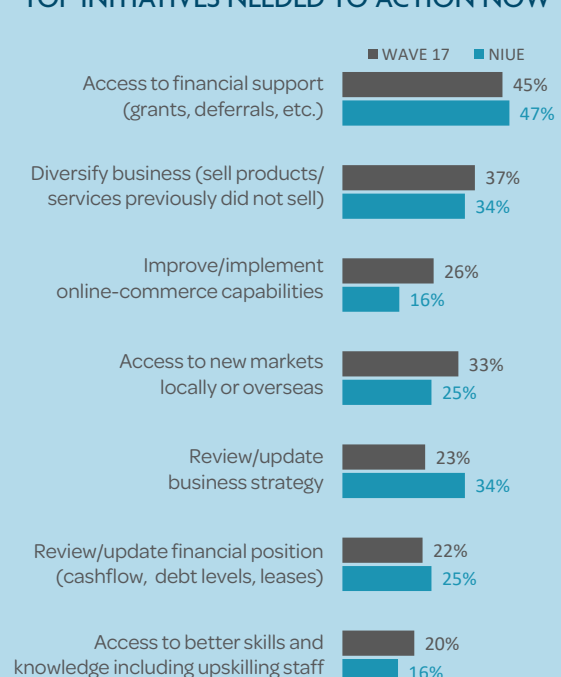 TOP INITIATIVES NEEDED TO ACTION NOW
WAVE 17 NIUE
Access to financial support
(grants, deferrals, etc.)
45%
47%
Diversify business (sell products/
services previously did not sell)
37%
34%
Improve/implement
online-commerce capabilities
26%
16%
Access to new markets
locally or overseas
33%
25%
Review/update
business strategy
23%
34%
Review/update financial position
(cashflow, debt levels, leases)
22%
25%
Access to better skills and
knowledge including upskilling staff
20%
16%